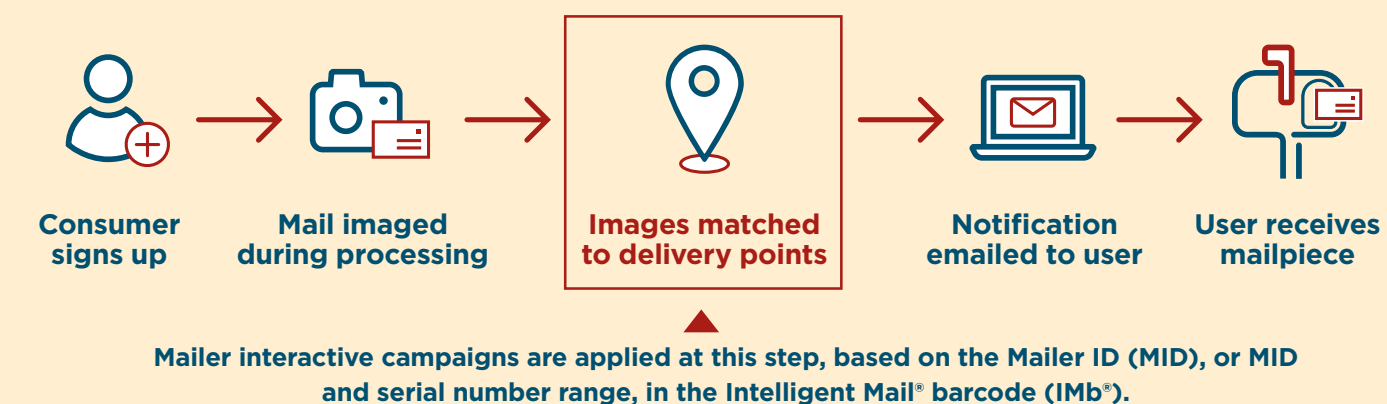 Consumer
signs up
Mail imaged
during processing
Images matched
to delivery points
Notification
emailed to user
User receives
mailpiece
Mailer interactive campaigns are applied at this step, based on the Mailer ID (MID), or MID
and serial number range, in the Intelligent Mail® barcode (IMb®).